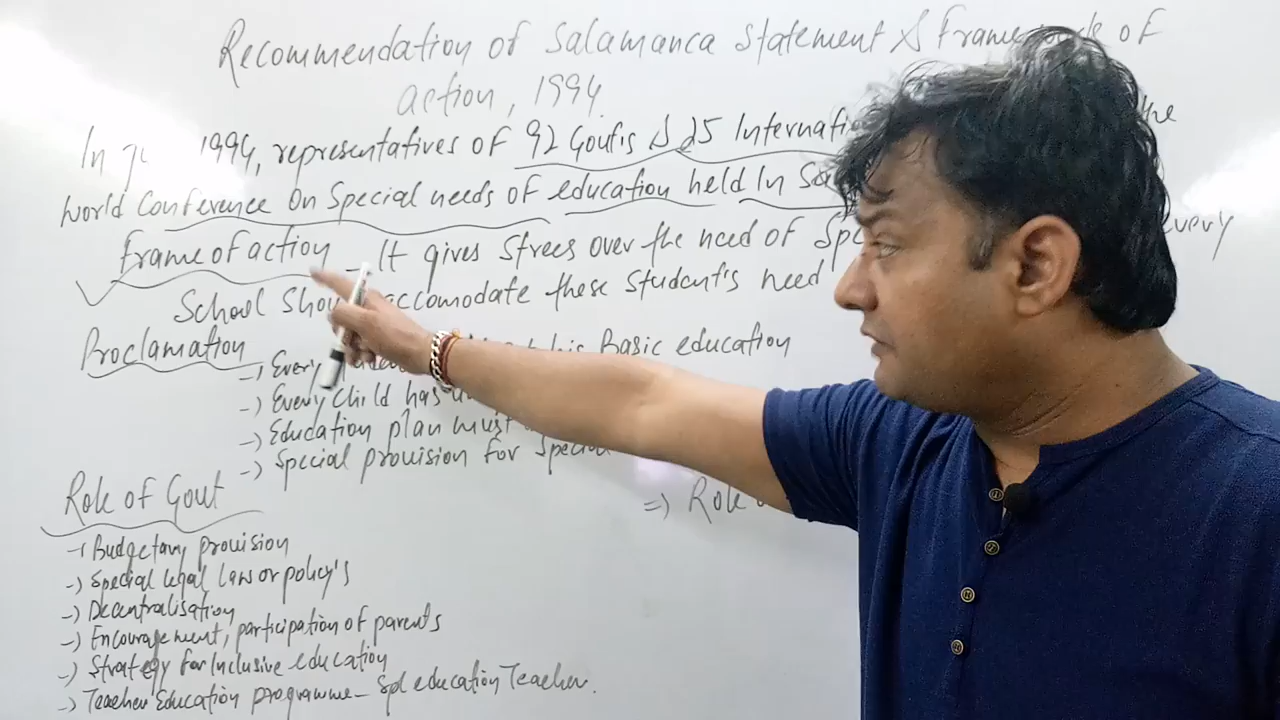 Recommendation of Salamanca Statement & Frame of
action, 1994
In 1994, representatives of 92 Govt's & 25 the
World Conference On Special needs of education held In
Frame of action - It gives Strees over the need of every
School accomodate these Student's need
Proclamation
-) Every Basic education
-) Every Child has
-) Education plan must
-) Special provision for Special
Role of Govt
=) Role
-) Budgetary provision
-) Special legal Law or policy's
-) Decentralisation
-) Encouragement, participation of parents
-) Strategy for Inclusive education
-) Teacher Education programme - Spl education Teacher.